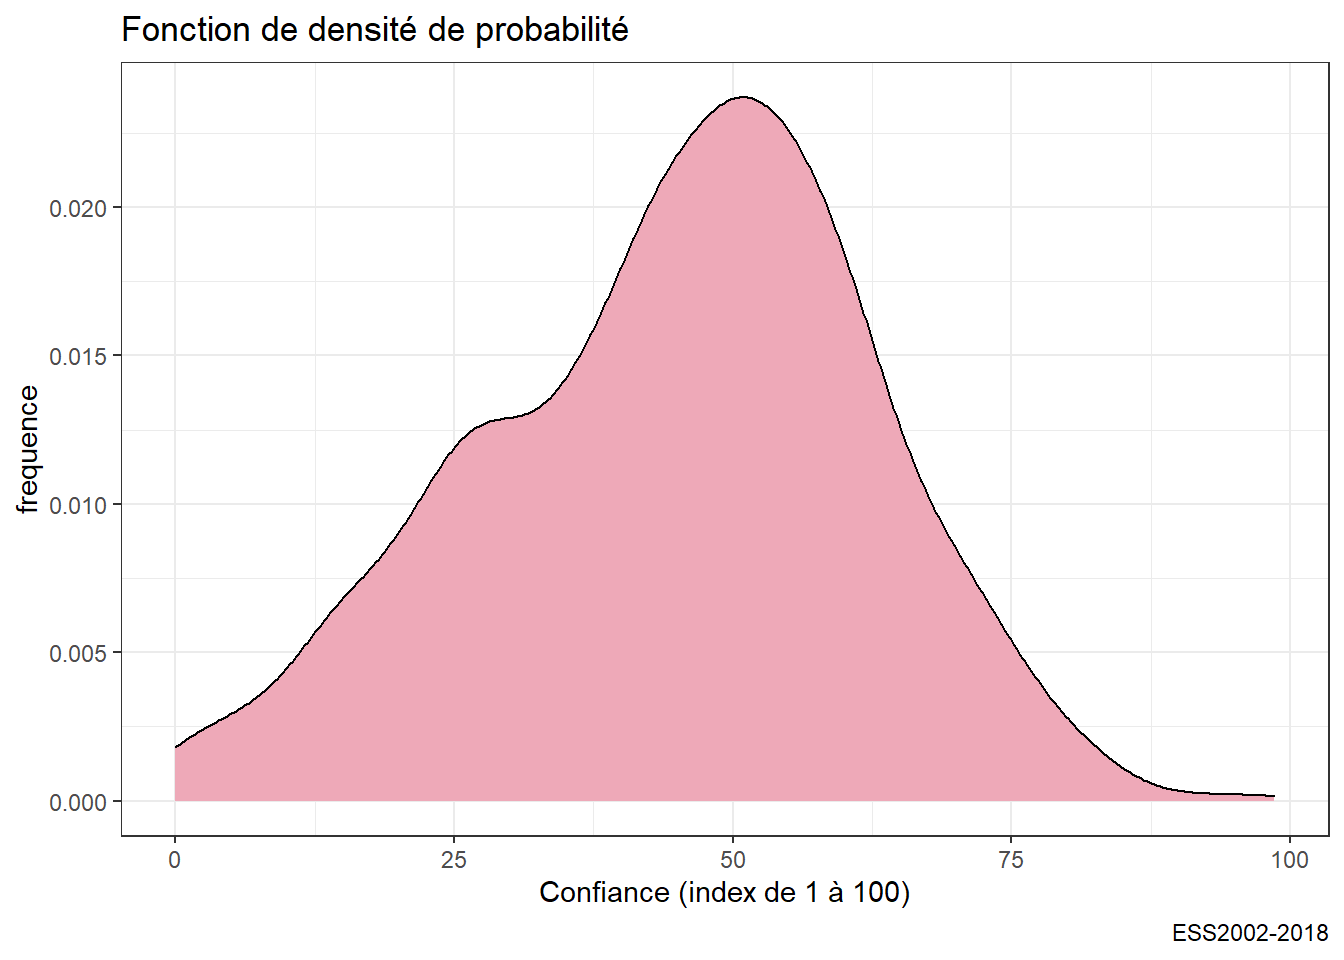 Fonction de densité de probabilité
0.020
0.015
0.010
0.005
0.000
frequence
0 25 50 75 100
Confiance (index de 1 à 100)
ESS2002-2018